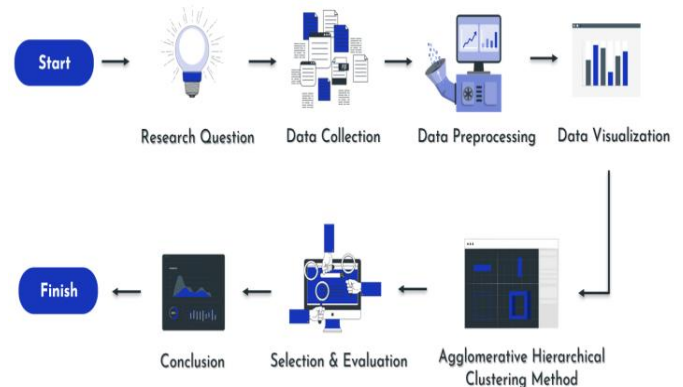 Start
Research Question
Data Collection
Data Preprocessing
Data Visualization
Finish
Conclusion
Selection & Evaluation
Agglomerative Hierarchical
Clustering Method